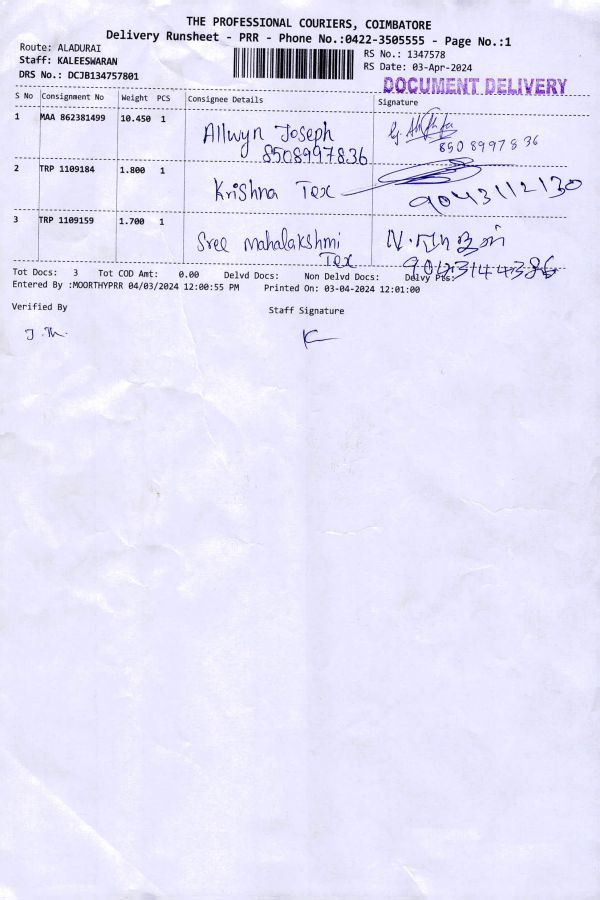 THE PROFESSIONAL COURIERS, COIMBATORE
Delivery Runsheet - PRR - Phone No.:0422-3505555 - Page No.:1
Route: ALADURAI
RS No.: 1347578
Staff: KALEESWARAN
RS Date: 03-Apr-2024
DRS No.: DCJB134757801
DOCUMENT DELIVERY
S No Consignment No Weight PCS Consignee Details Signature
1 MAA 862381499 10.450 1 Allwyn Joseph
8508997836 8508997836
2 TRP 1109184 1.800 1 Krishna Tex 9043112130
3 TRP 1109159 1.700 1 Sree mahalakshmi
Tex
Tot Docs: 3 Tot COD Amt: 0.00 Delvd Docs: Non Delvd Docs: Delvy Pts:
Entered By :MOORTHYPRR 04/03/2024 12:00:55 PM Printed On: 03-04-2024 12:01:00
Verified By Staff Signature